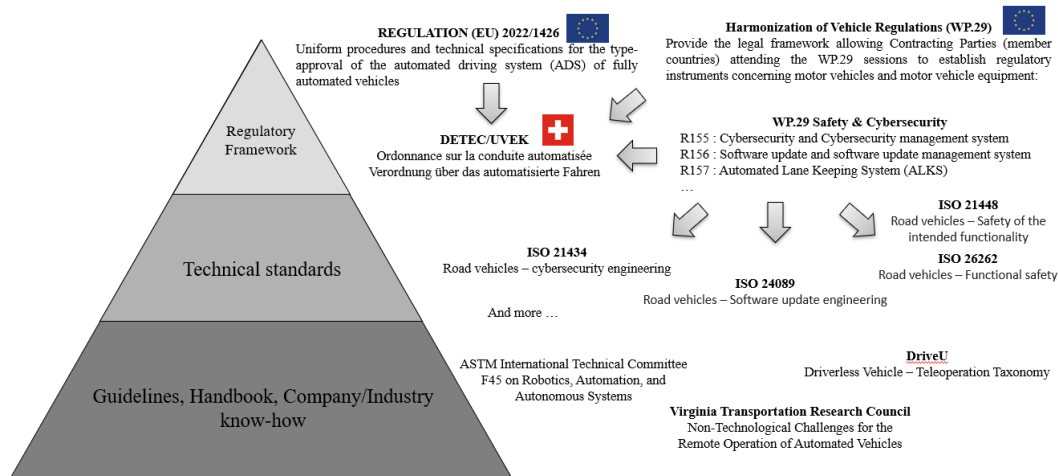 REGULATION (EU) 2022/1426
Uniform procedures and technical specifications for the type-
approval of the automated driving system (ADS) of fully
automated vehicles
Harmonization of Vehicle Regulations (WP.29)
Provide the legal framework allowing Contracting Parties (member
countries) attending the WP.29 sessions to establish regulatory
instruments concerning motor vehicles and motor vehicle equipment:
Regulatory
Framework
DETEC/UVEK
Ordonnance sur la conduite automatisée
Verordnung über das automatisierte Fahren
WP.29 Safety & Cybersecurity
R155 : Cybersecurity and Cybersecurity management system
R156 : Software update and software update management system
R157 : Automated Lane Keeping System (ALKS)
…
Technical standards
ISO 21434
Road vehicles – cybersecurity engineering
ISO 24089
Road vehicles – Software update engineering
ISO 21448
Road vehicles – Safety of the
intended functionality
ISO 26262
Road vehicles – Functional safety
And more …
Guidelines, Handbook, Company/Industry
know-how
ASTM International Technical Committee
F45 on Robotics, Automation, and
Autonomous Systems
DriveU
Driverless Vehicle – Teleoperation Taxonomy
Virginia Transportation Research Council
Non-Technological Challenges for the
Remote Operation of Automated Vehicles